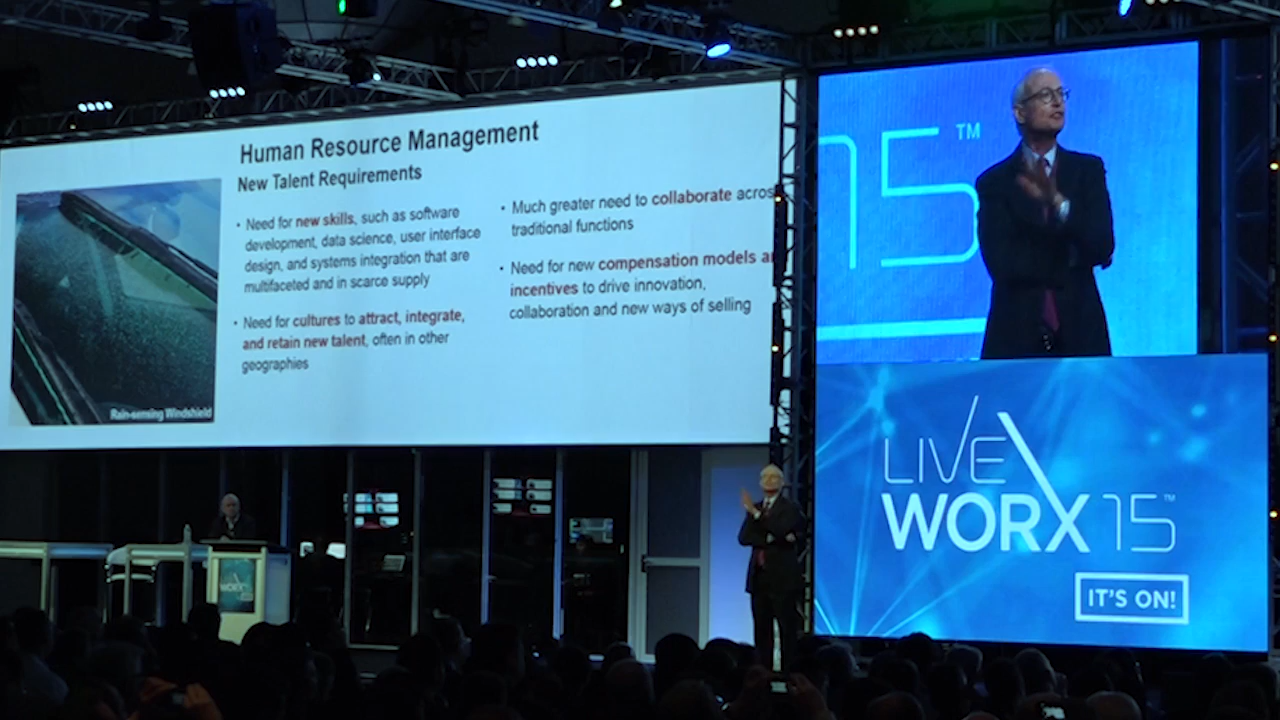 Human Resource Management
New Talent Requirements
• Need for new skills, such as software
development, data science, user interface
design, and systems integration that are
multifaceted and in scarce supply
• Need for cultures to attract, integrate,
and retain new talent, often in other
geographies
• Much greater need to collaborate acros
traditional functions
• Need for new compensation models a
incentives to drive innovation,
collaboration and new ways of selling
Rain-sensing Windshield
15™
LIVE
WORX 15™
IT'S ON!
WORX